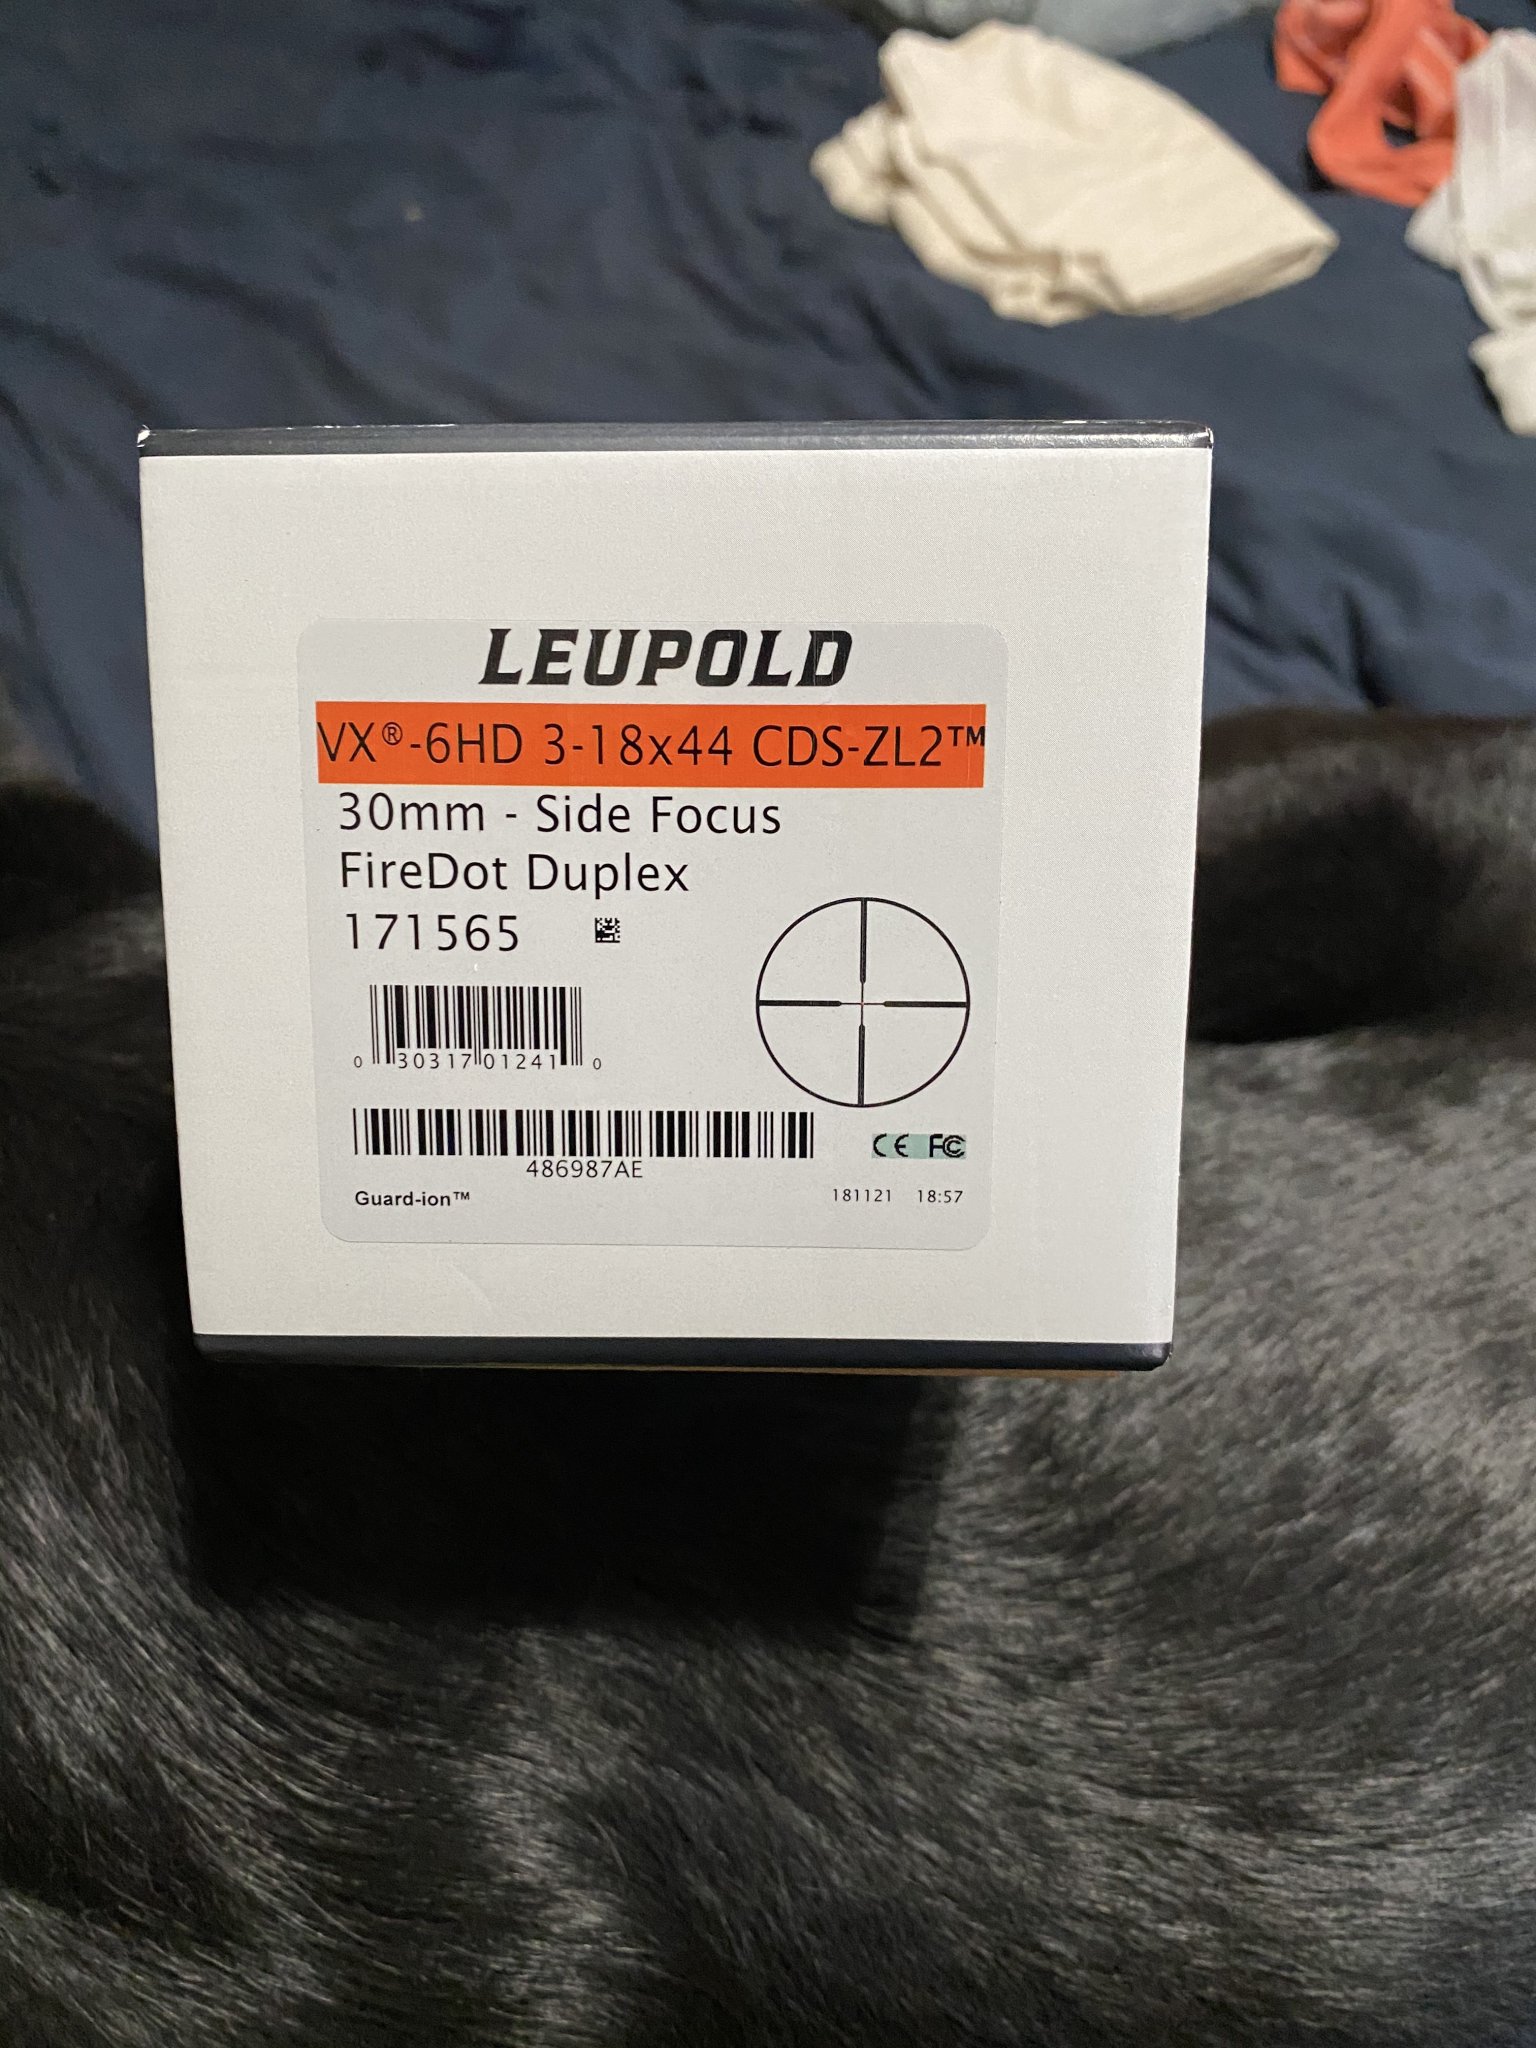 LEUPOLD
VX®-6HD 3-18x44 CDS-ZL2™
30mm - Side Focus
FireDot Duplex
171565
0 30317 01241 0
486987AE
CE FC
Guard-ion™
181121 18:57